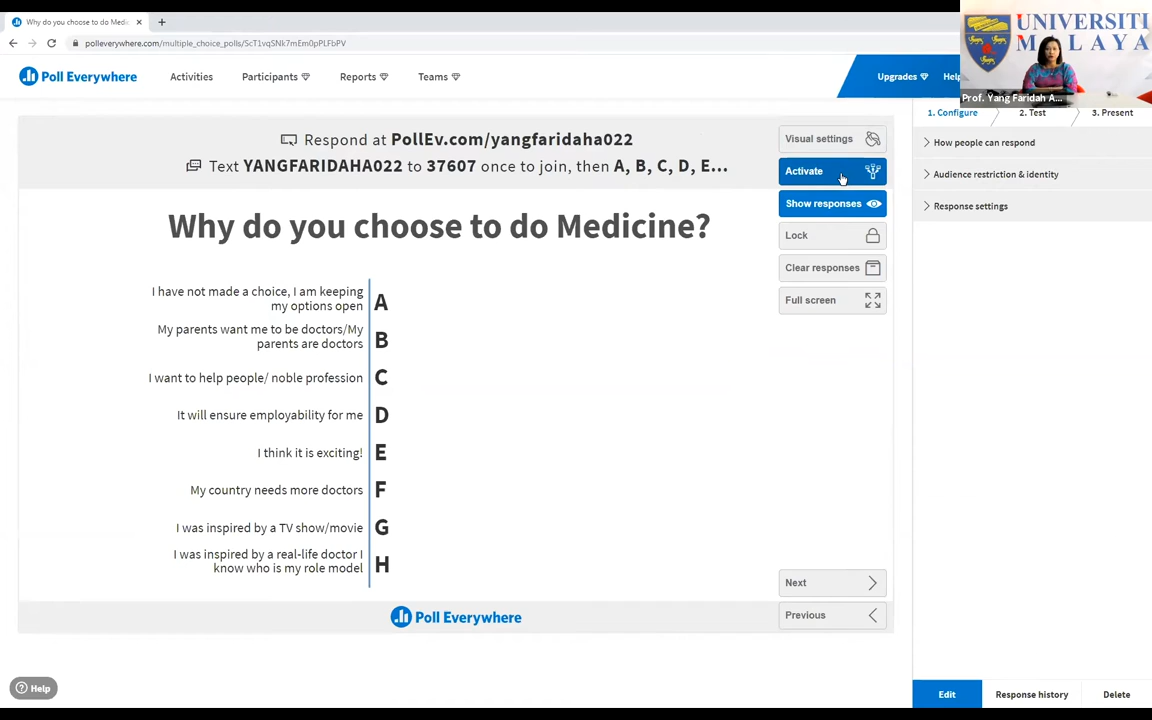 Why do you choose to do Medic
polleverywhere.com/multiple_choice_polls/ScT1vqSNk7mEm0pPLFbPV
UNIVERSITI
MALAYA
Prof. Yang Faridah A...
Poll Everywhere
Activities
Participants
Reports
Teams
Upgrades
Help
1. Configure
2. Test
3. Present
Respond at PollEv.com/yangfaridaha022
Text YANGFARIDAHA022 to 37607 once to join, then A, B, C, D, E...
Visual settings
Activate
Show responses
Lock
Clear responses
Full screen
How people can respond
Audience restriction & identity
Response settings
Why do you choose to do Medicine?
I have not made a choice, I am keeping
my options open
A
My parents want me to be doctors/My
parents are doctors
B
I want to help people/ noble profession
C
It will ensure employability for me
D
I think it is exciting!
E
My country needs more doctors
F
I was inspired by a TV show/movie
G
I was inspired by a real-life doctor I
know who is my role model
H
Next
Previous
Poll Everywhere
Help
Edit
Response history
Delete